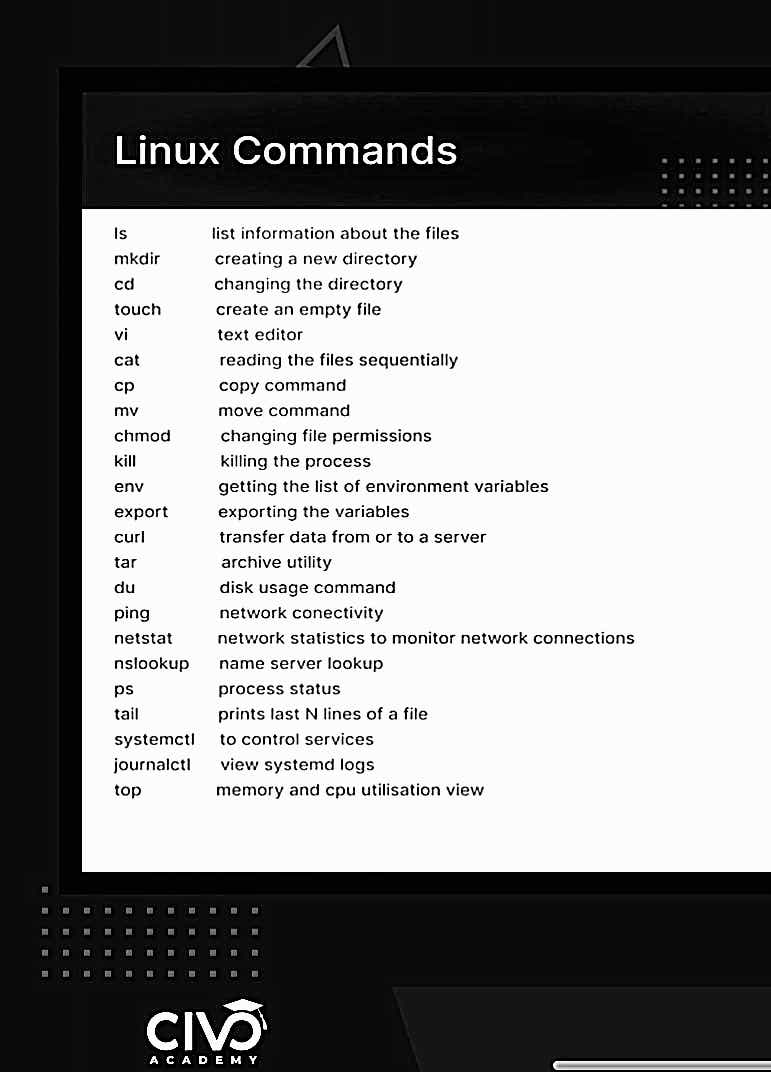 Linux Commands
ls list information about the files
mkdir creating a new directory
cd changing the directory
touch create an empty file
vi text editor
cat reading the files sequentially
cp copy command
mv move command
chmod changing file permissions
kill killing the process
env getting the list of environment variables
export exporting the variables
curl transfer data from or to a server
tar archive utility
du disk usage command
ping network conectivity
netstat network statistics to monitor network connections
nslookup name server lookup
ps process status
tail prints last N lines of a file
systemctl to control services
journalctl view systemd logs
top memory and cpu utilisation view
CIVO
ACADEMY